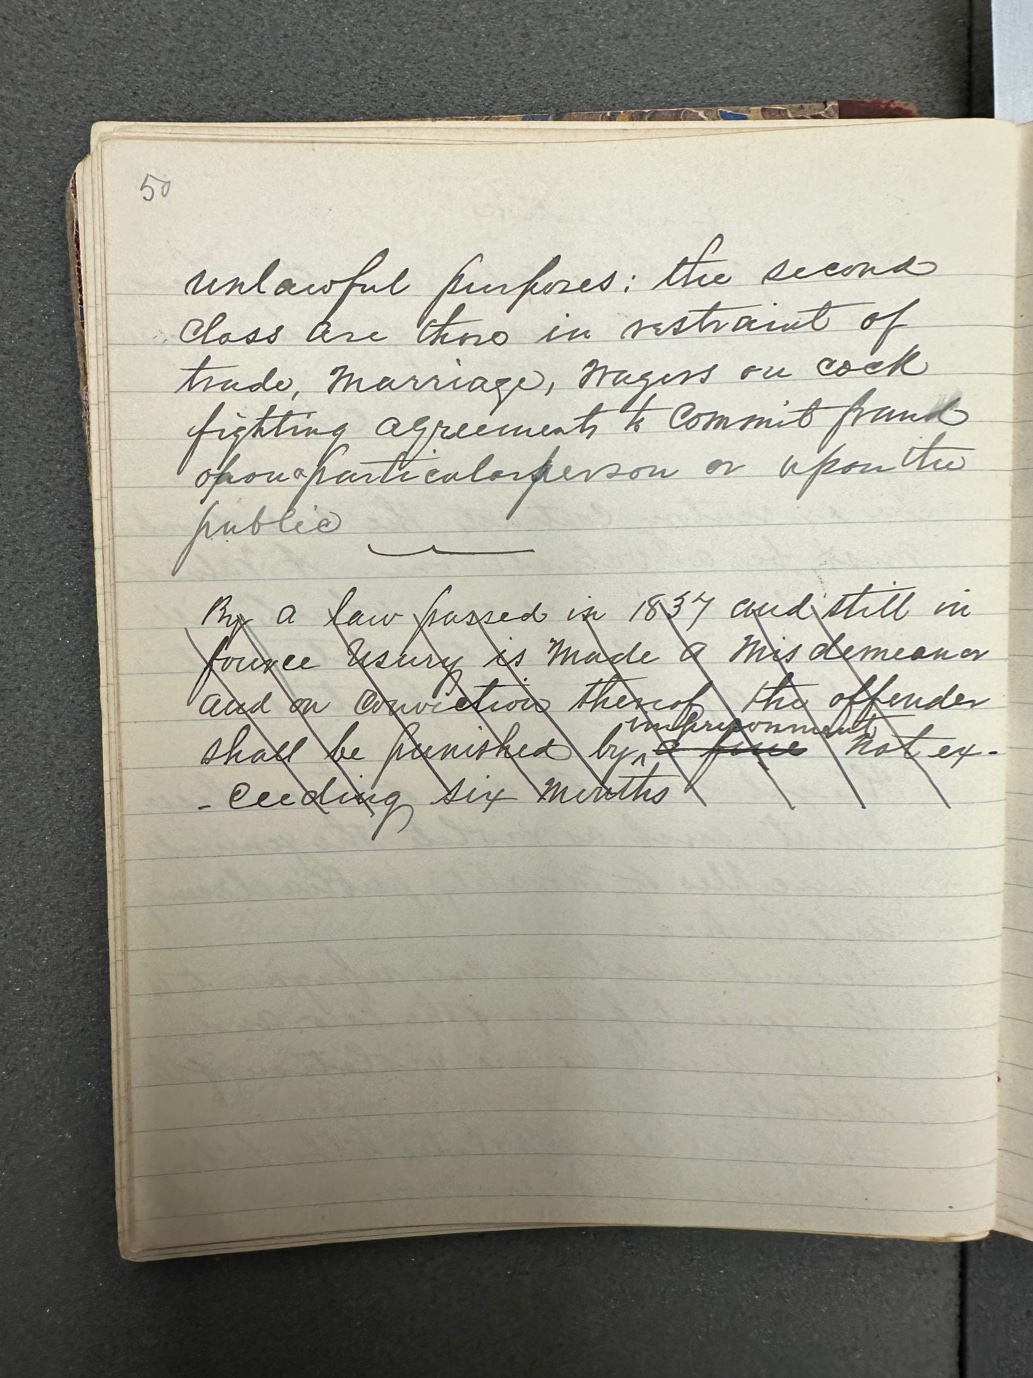 50
unlawful purposes; the second
class are those in restraint of
trade, Marriage, Wagers on cock
fighting agreements to Commit fraud
upon a particular person or upon the
public
By a law passed in 1837 and still in
fource Usury is Made a Misdemeanor
and on Conviction thereof the offender
imprisonment
shall be punished by a fine Not ex-
-ceeding six Months